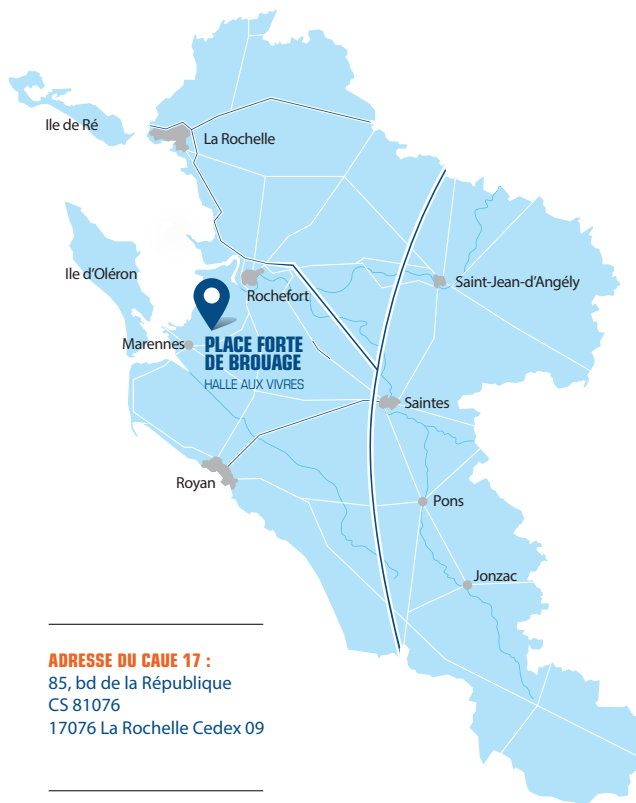 Ile de Ré
La Rochelle
Ile d'Oléron
Rochefort
Saint-Jean-d'Angély
Marennes
PLACE FORTE
DE BROUAGE
HALLE AUX VIVRES
Saintes
Royan
Pons
Jonzac
ADRESSE DU CAUE 17 :
85, bd de la République
CS 81076
17076 La Rochelle Cedex 09